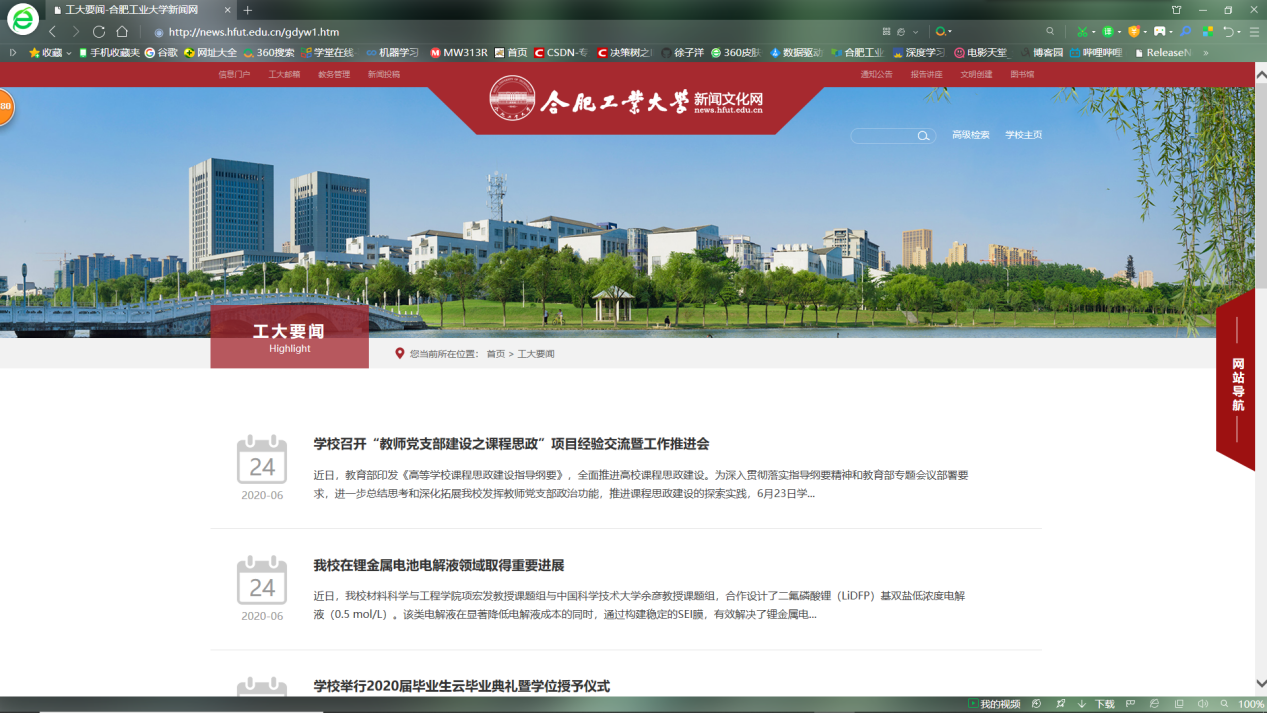 工大要闻-合肥工业大学新闻网
http://news.hfut.edu.cn/gdyw1.htm
收藏 手机收藏夹 谷歌 网址大全 360搜索 学堂在线 机器学习 MW313R 首页 CSDN-专 决策树之 徐子洋 360皮肤 数据驱动 合肥工业 深度学习 电影天堂 博客园 哔哩哔哩 ReleaseN
信息门户 工大邮箱 教务管理 新闻投稿
通知公告 报告讲座 文明创建 图书馆
80
合肥工业大学 新闻文化网
news.hfut.edu.cn
高级检索 学校主页
工大要闻
Highlight
您当前所在位置： 首页 > 工大要闻
网站导航
24
2020-06
学校召开“教师党支部建设之课程思政”项目经验交流暨工作推进会
近日，教育部印发《高等学校课程思政建设指导纲要》，全面推进高校课程思政建设。为深入贯彻落实指导纲要精神和教育部专题会议部署要
求，进一步总结思考和深化拓展我校发挥教师党支部政治功能，推进课程思政建设的探索实践，6月23日学...
24
2020-06
我校在锂金属电池电解液领域取得重要进展
近日，我校材料科学与工程学院项宏发教授课题组与中国科学技术大学余彦教授课题组，合作设计了二氟磷酸锂（LiDFP）基双盐低浓度电解
液（0.5 mol/L）。该类电解液在显著降低电解液成本的同时，通过构建稳定的SEI膜，有效解决了锂金属电...
学校举行2020届毕业生云毕业典礼暨学位授予仪式
我的视频 下载 100%